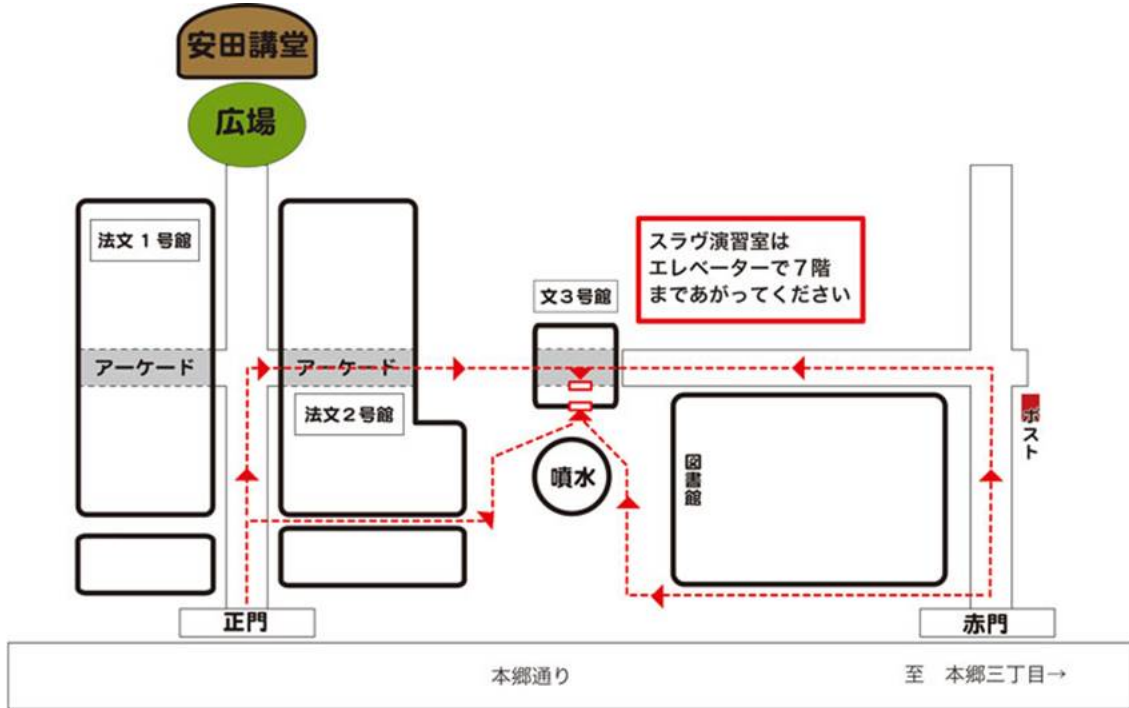 安田講堂
広場
法文１号館
スラヴ演習室は
エレベーターで７階
まであがってください
文３号館
アーケード
アーケード
法文２号館
ポスト
図書館
噴水
正門
赤門
本郷通り
至　本郷三丁目→